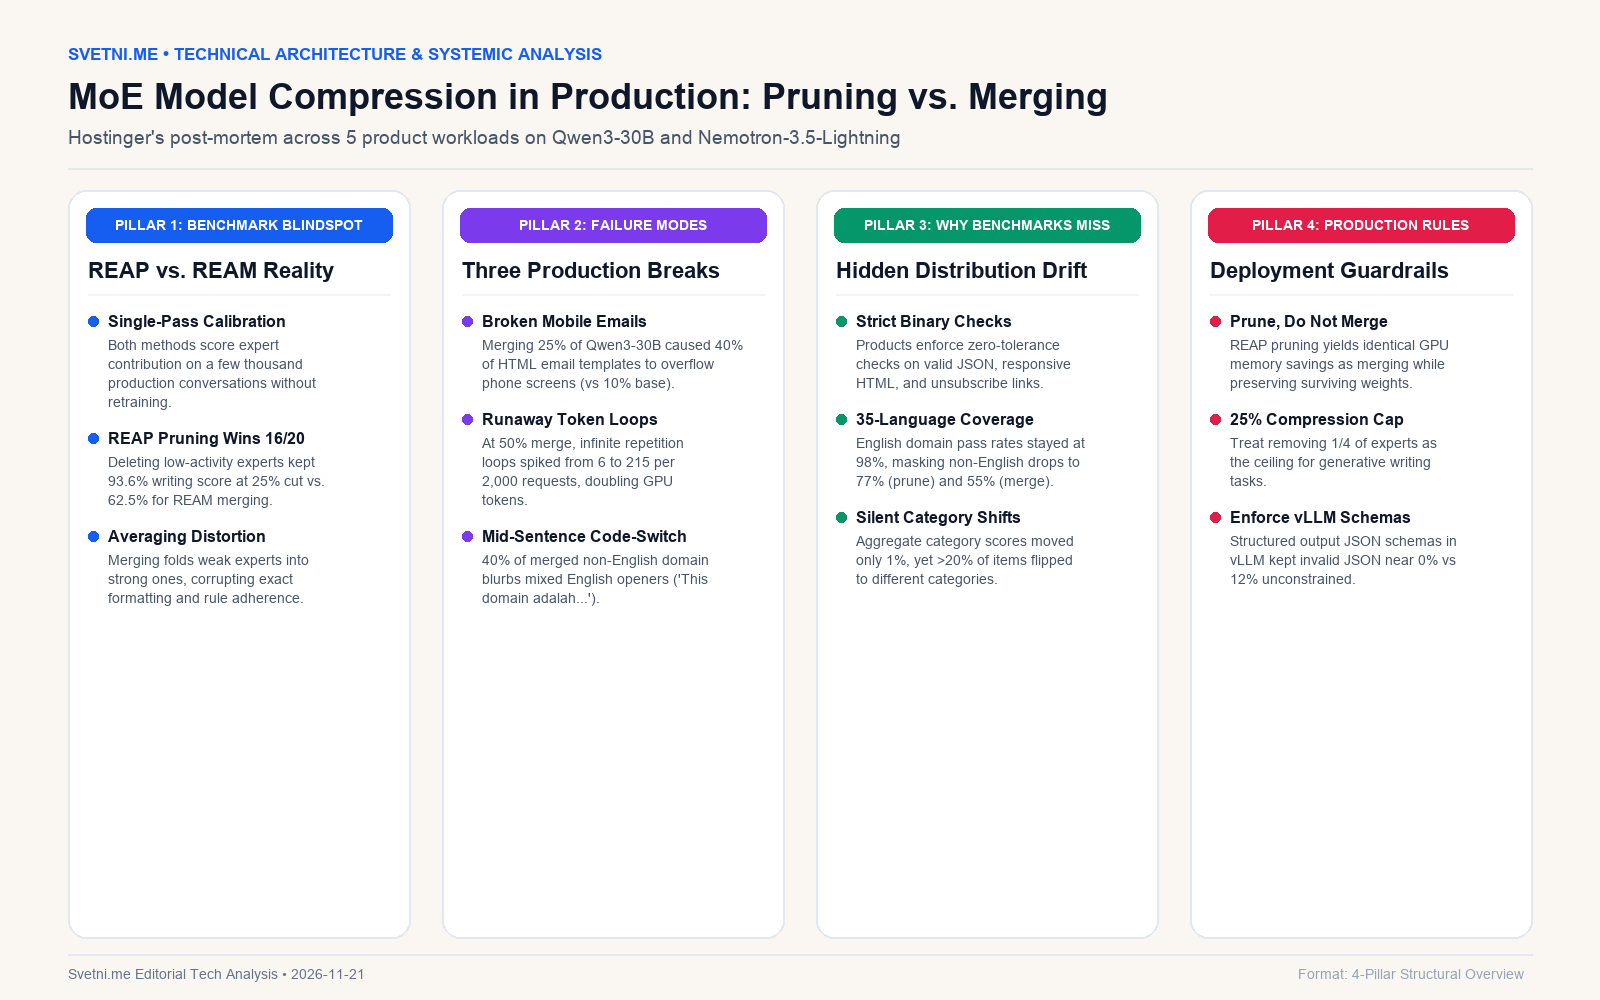 SVETNI.ME • TECHNICAL ARCHITECTURE & SYSTEMIC ANALYSIS
MoE Model Compression in Production: Pruning vs. Merging
Hostinger's post-mortem across 5 product workloads on Qwen3-30B and Nemotron-3.5-Lightning
PILLAR 1: BENCHMARK BLINDSPOT
REAP vs. REAM Reality
Single-Pass Calibration
Both methods score expert
contribution on a few thousand
production conversations without
retraining.
REAP Pruning Wins 16/20
Deleting low-activity experts kept
93.6% writing score at 25% cut vs.
62.5% for REAM merging.
Averaging Distortion
Merging folds weak experts into
strong ones, corrupting exact
formatting and rule adherence.
PILLAR 2: FAILURE MODES
Three Production Breaks
Broken Mobile Emails
Merging 25% of Qwen3-30B caused 40%
of HTML email templates to overflow
phone screens (vs 10% base).
Runaway Token Loops
At 50% merge, infinite repetition
loops spiked from 6 to 215 per
2,000 requests, doubling GPU
tokens.
Mid-Sentence Code-Switch
40% of merged non-English domain
blurbs mixed English openers ('This
domain adalah...').
PILLAR 3: WHY BENCHMARKS MISS
Hidden Distribution Drift
Strict Binary Checks
Products enforce zero-tolerance
checks on valid JSON, responsive
HTML, and unsubscribe links.
35-Language Coverage
English domain pass rates stayed at
98%, masking non-English drops to
77% (prune) and 55% (merge).
Silent Category Shifts
Aggregate category scores moved
only 1%, yet >20% of items flipped
to different categories.
PILLAR 4: PRODUCTION RULES
Deployment Guardrails
Prune, Do Not Merge
REAP pruning yields identical GPU
memory savings as merging while
preserving surviving weights.
25% Compression Cap
Treat removing 1/4 of experts as
the ceiling for generative writing
tasks.
Enforce vLLM Schemas
Structured output JSON schemas in
vLLM kept invalid JSON near 0% vs
12% unconstrained.
Svetni.me Editorial Tech Analysis • 2026-11-21
Format: 4-Pillar Structural Overview